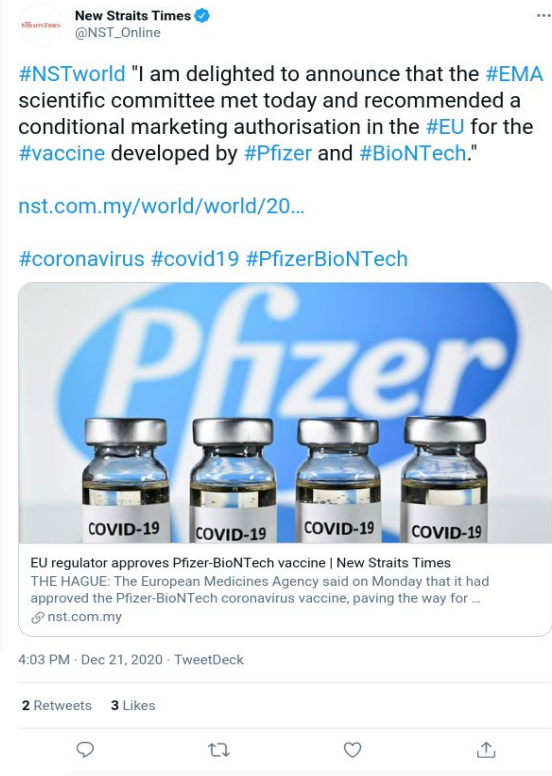 New Straits Times
@NST_Online
#NSTworld "I am delighted to announce that the #EMA
scientific committee met today and recommended a
conditional marketing authorisation in the #EU for the
#vaccine developed by #Pfizer and #BioNTech."
nst.com.my/world/world/20...
#coronavirus #covid19 #PfizerBioNTech
Pfizer
COVID-19 COVID-19 COVID-19 COVID-19
EU regulator approves Pfizer-BioNTech vaccine | New Straits Times
THE HAGUE: The European Medicines Agency said on Monday that it had
approved the Pfizer-BioNTech coronavirus vaccine, paving the way for ...
nst.com.my
4:03 PM · Dec 21, 2020 · TweetDeck
2 Retweets 3 Likes